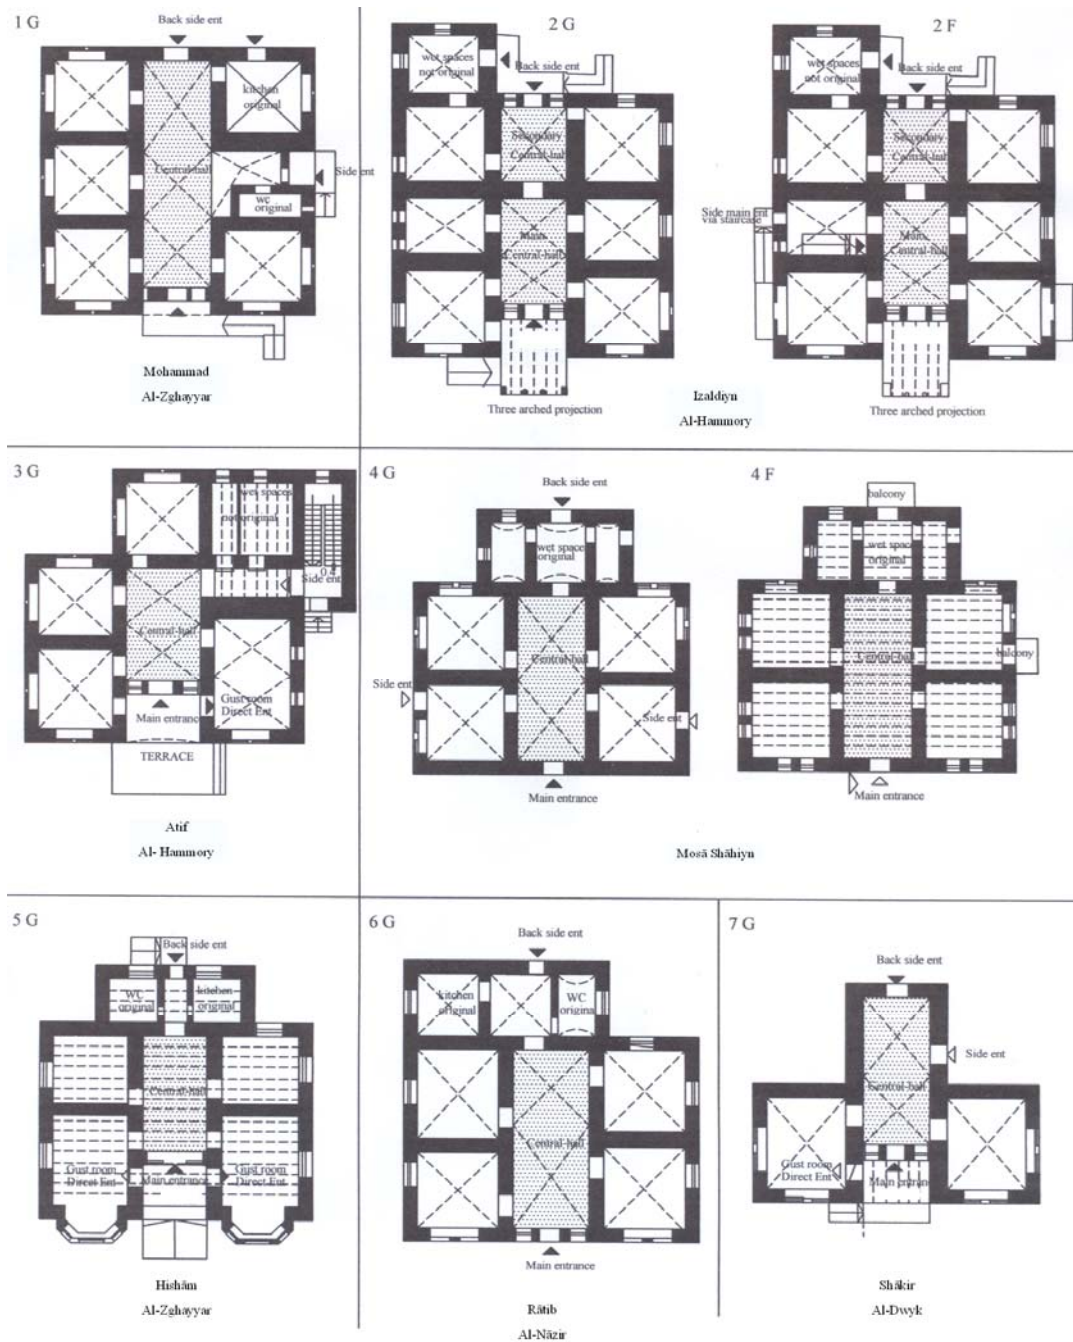 1 G
Back side ent
kitchen
original
Central-hall
Side ent
wc
original
Mohammad
Al-Zghayyar
2 G
wet spaces
not original
Back side ent
Secondary
Central-hall
Main
Central-hall
Three arched projection
2 F
wet spaces
not original
Back side ent
Secondary
Central-hall
Side main ent
via staircase
Main
Central-hall
Three arched projection
Izaldiyn
Al-Hammory
3 G
wet spaces
not original
Side ent
Central-hall
Gust room
Direct Ent
Main entrance
TERRACE
Atif
Al- Hammory
4 G
Back side ent
wet space
original
Central-hall
Side ent
Side ent
Main entrance
4 F
balcony
wet space
original
Central-hall
balcony
Main entrance
Mosā Shāhiyn
5 G
Back side ent
WC
original
kitchen
original
Central-hall
Gust room
Direct Ent
Main entrance
Gust room
Direct Ent
Hishām
Al-Zghayyar
6 G
Back side ent
kitchen
original
WC
original
Central-hall
Main entrance
Rātib
Al-Nāzir
7 G
Back side ent
Side ent
Central-hall
Gust room
Direct Ent
Main entrance
Shākir
Al-Dwyk